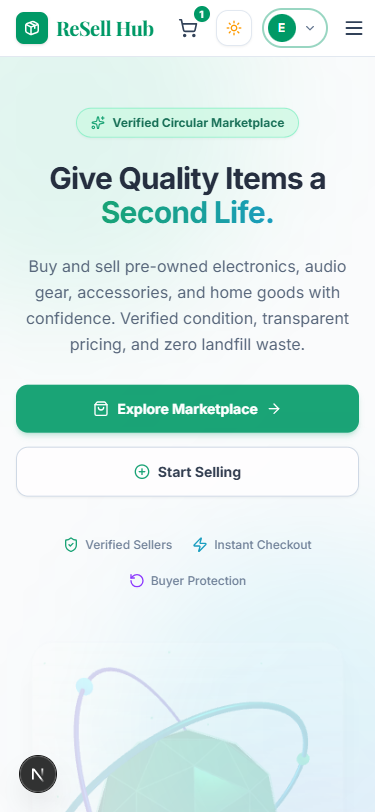 ReSell Hub
1
E
Verified Circular Marketplace
Give Quality Items a
Second Life.
Buy and sell pre-owned electronics, audio
gear, accessories, and home goods with
confidence. Verified condition, transparent
pricing, and zero landfill waste.
Explore Marketplace
Start Selling
Verified Sellers
Instant Checkout
Buyer Protection
N